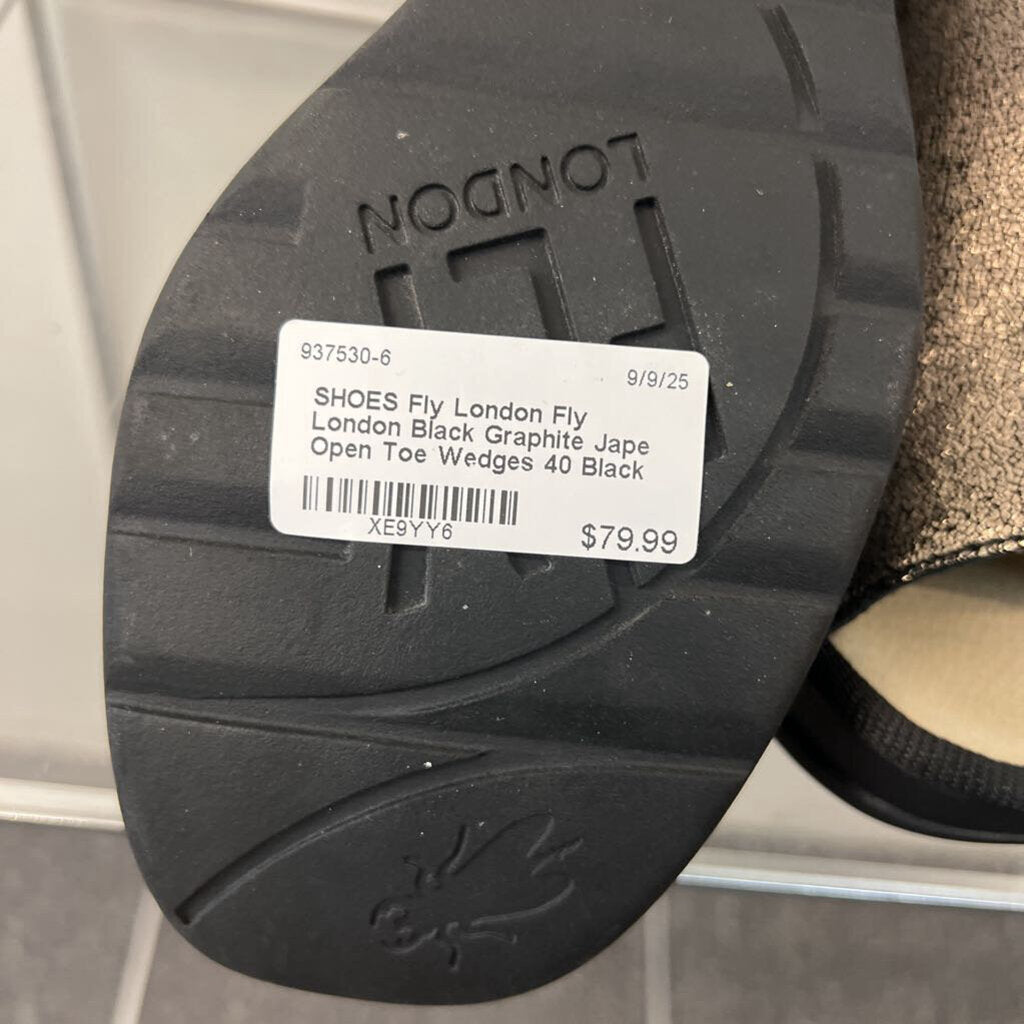 LONDON
FLY
937530-6
9/9/25
SHOES Fly London Fly
London Black Graphite Jape
Open Toe Wedges 40 Black
XE9YY6
$79.99